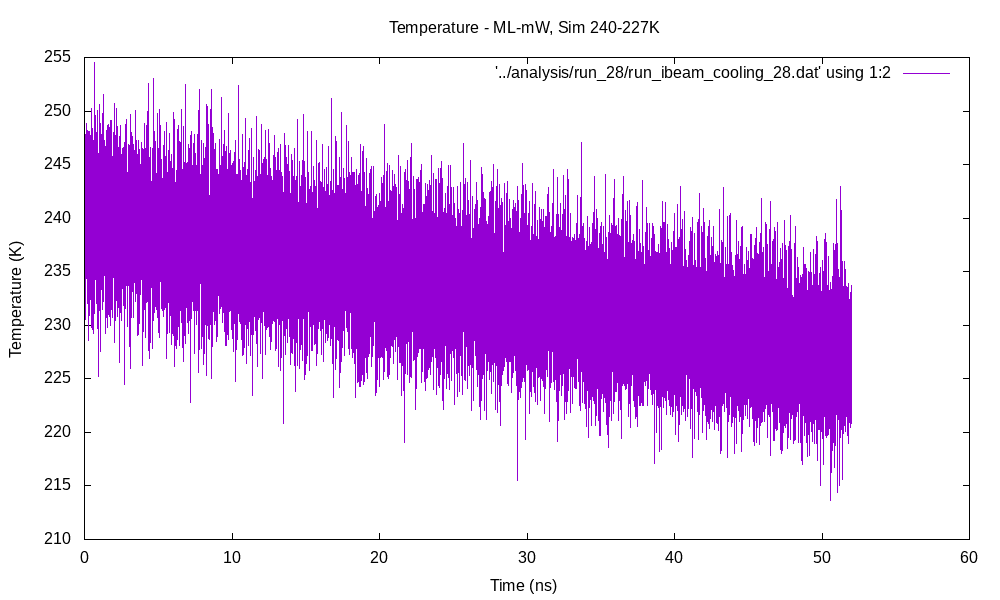 Temperature - ML-mW, Sim 240-227K
'../analysis/run_28/run_ibeam_cooling_28.dat' using 1:2
255
250
245
240
235
230
225
220
215
210
Temperature (K)
0 10 20 30 40 50 60
Time (ns)